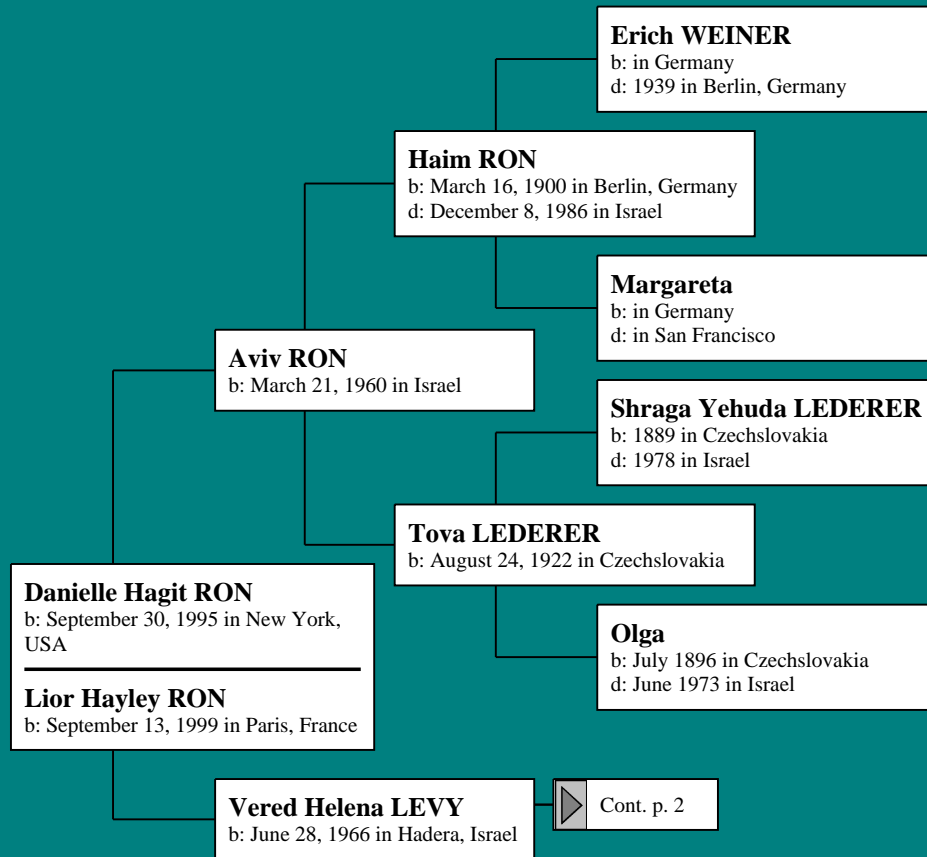 Erich WEINER
b: in Germany
d: 1939 in Berlin, Germany
Haim RON
b: March 16, 1900 in Berlin, Germany
d: December 8, 1986 in Israel
Margareta
b: in Germany
d: in San Francisco
Aviv RON
b: March 21, 1960 in Israel
Shraga Yehuda LEDERER
b: 1889 in Czechslovakia
d: 1978 in Israel
Tova LEDERER
b: August 24, 1922 in Czechslovakia
Olga
b: July 1896 in Czechslovakia
d: June 1973 in Israel
Danielle Hagit RON
b: September 30, 1995 in New York,
USA
Lior Hayley RON
b: September 13, 1999 in Paris, France
Vered Helena LEVY
b: June 28, 1966 in Hadera, Israel
Cont. p. 2